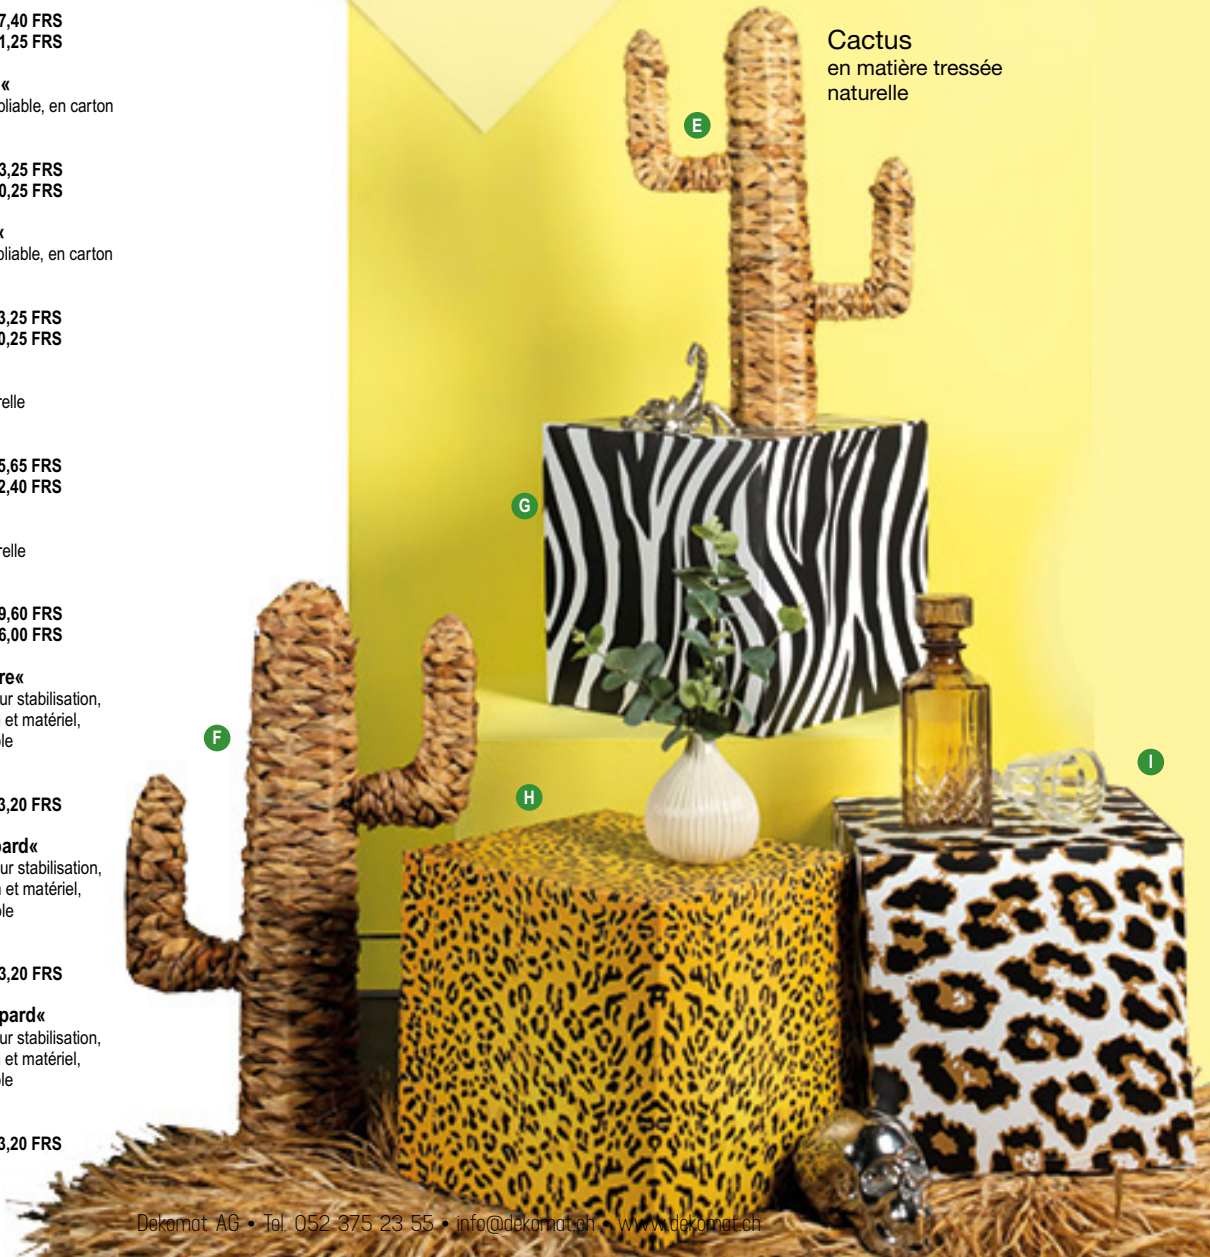 7,40 FRS
1,25 FRS
«
pliable, en carton
3,25 FRS
0,25 FRS
«
pliable, en carton
3,25 FRS
0,25 FRS
relle
5,65 FRS
2,40 FRS
relle
9,60 FRS
6,00 FRS
re«
ur stabilisation,
et matériel,
ble
3,20 FRS
pard«
ur stabilisation,
et matériel,
ble
3,20 FRS
pard«
ur stabilisation,
et matériel,
ble
3,20 FRS
Cactus
en matière tressée
naturelle
E
G
F
H
I
Dekomat AG • Tel. 052 375 23 55 • info@dekomat.ch • www.dekomat.ch